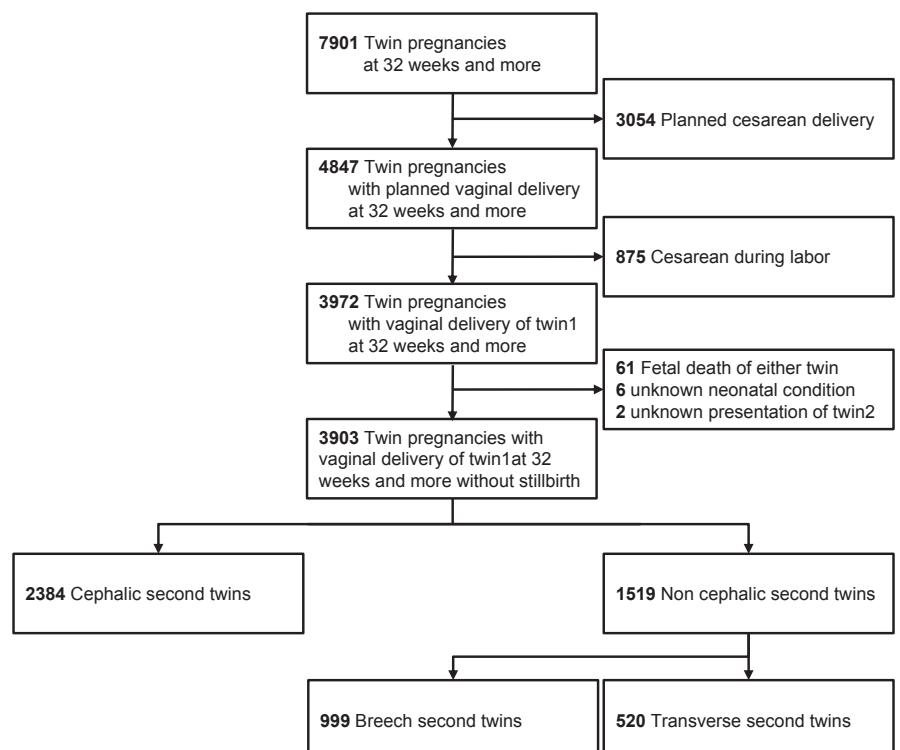 7901 Twin pregnancies
at 32 weeks and more
3054 Planned cesarean delivery
4847 Twin pregnancies
with planned vaginal delivery
at 32 weeks and more
875 Cesarean during labor
3972 Twin pregnancies
with vaginal delivery of twin1
at 32 weeks and more
61 Fetal death of either twin
6 unknown neonatal condition
2 unknown presentation of twin2
3903 Twin pregnancies with
vaginal delivery of twin1at 32
weeks and more without stillbirth
2384 Cephalic second twins
1519 Non cephalic second twins
999 Breech second twins
520 Transverse second twins